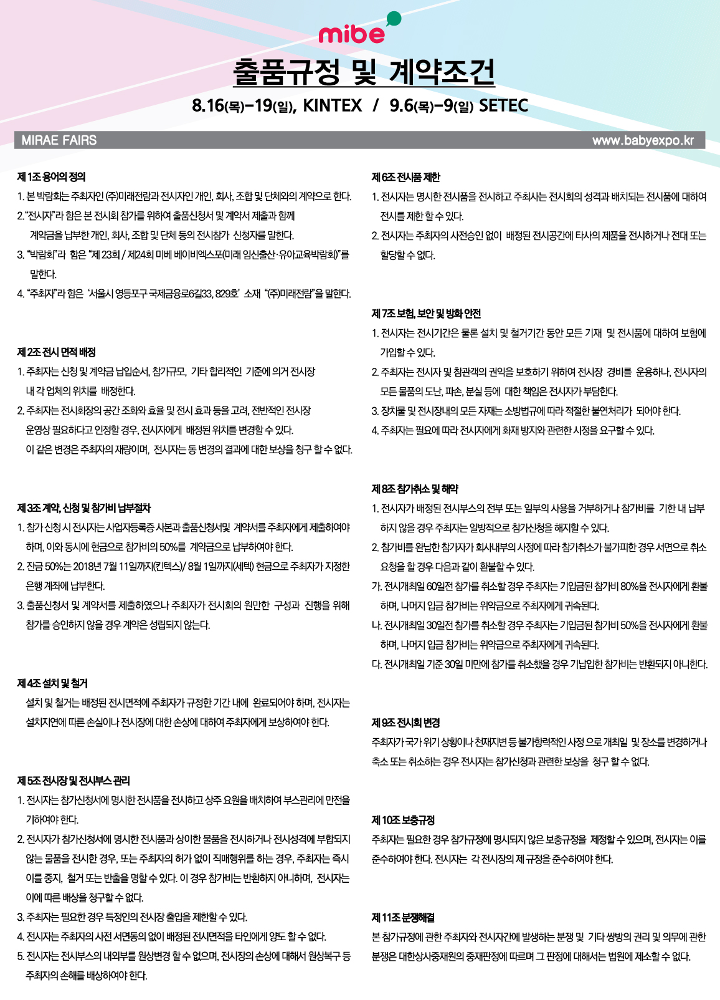 mibe
출품규정 및 계약조건
8.16(목)-19(일), KINTEX / 9.6(목)-9(일) SETEC
MIRAE FAIRS
www.babyexpo.kr
제 1조 용어의 정의
1. 본 박람회는 주최자인 (주)미래전람과 전시자인 개인, 회사, 조합 및 단체와의 계약으로 한다.
2.“전시자”라 함은 본 전시회 참가를 위하여 출품신청서 및 계약서 제출과 함께
계약금을 납부한 개인, 회사, 조합 및 단체 등의 전시참가 신청자를 말한다.
3. “박람회”라 함은 “제 23회 / 제24회 미베 베이비엑스포(미래 임신출산·유아교육박람회)”를
말한다.
4. “주최자”라 함은 ‘서울시 영등포구 국제금융로6길33, 829호’ 소재 “(주)미래전람”을 말한다.
제 2조 전시 면적 배정
1. 주최자는 신청 및 계약금 납입순서, 참가규모, 기타 합리적인 기준에 의거 전시장
내 각 업체의 위치를 배정한다.
2. 주최자는 전시회장의 공간 조화와 효율 및 전시 효과 등을 고려, 전반적인 전시장
운영상 필요하다고 인정할 경우, 전시자에게 배정된 위치를 변경할 수 있다.
이 같은 변경은 주최자의 재량이며, 전시자는 동 변경의 결과에 대한 보상을 청구 할 수 없다.
제 3조 계약, 신청 및 참가비 납부절차
1. 참가 신청 시 전시자는 사업자등록증 사본과 출품신청서및 계약서를 주최자에게 제출하여야
하며, 이와 동시에 현금으로 참가비의 50%를 계약금으로 납부하여야 한다.
2. 잔금 50%는 2018년 7월 11일까지(킨텍스)/ 8월 1일까지(세텍) 현금으로 주최자가 지정한
은행 계좌에 납부한다.
3. 출품신청서 및 계약서를 제출하였으나 주최자가 전시회의 원만한 구성과 진행을 위해
참가를 승인하지 않을 경우 계약은 성립되지 않는다.
제 4조 설치 및 철거
설치 및 철거는 배정된 전시면적에 주최자가 규정한 기간 내에 완료되어야 하며, 전시자는
설치지연에 따른 손실이나 전시장에 대한 손상에 대하여 주최자에게 보상하여야 한다.
제 5조 전시장 및 전시부스 관리
1. 전시자는 참가신청서에 명시한 전시품을 전시하고 상주 요원을 배치하여 부스관리에 만전을
기하여야 한다.
2. 전시자가 참가신청서에 명시한 전시품과 상이한 물품을 전시하거나 전시성격에 부합되지
않는 물품을 전시한 경우, 또는 주최자의 허가 없이 직매행위를 하는 경우, 주최자는 즉시
이를 중지, 철거 또는 반출을 명할 수 있다. 이 경우 참가비는 반환하지 아니하며, 전시자는
이에 따른 배상을 청구할 수 없다.
3. 주최자는 필요한 경우 특정인의 전시장 출입을 제한할 수 있다.
4. 전시자는 주최자의 사전 서면동의 없이 배정된 전시면적을 타인에게 양도 할 수 없다.
5. 전시자는 전시부스의 내외부를 원상변경 할 수 없으며, 전시장의 손상에 대해서 원상복구 등
주최자의 손해를 배상하여야 한다.
제 6조 전시품 제한
1. 전시자는 명시한 전시품을 전시하고 주최사는 전시회의 성격과 배치되는 전시품에 대하여
전시를 제한 할 수 있다.
2. 전시자는 주최자의 사전승인 없이 배정된 전시공간에 타사의 제품을 전시하거나 전대 또는
할당할 수 없다.
제 7조 보험, 보안 및 방화 안전
1. 전시자는 전시기간은 물론 설치 및 철거기간 동안 모든 기재 및 전시품에 대하여 보험에
가입할 수 있다.
2. 주최자는 전시자 및 참관객의 권익을 보호하기 위하여 전시장 경비를 운용하나, 전시자의
모든 물품의 도난, 파손, 분실 등에 대한 책임은 전시자가 부담한다.
3. 장치물 및 전시장내의 모든 자재는 소방법규에 따라 적절한 불연처리가 되어야 한다.
4. 주최자는 필요에 따라 전시자에게 화재 방지와 관련한 시정을 요구할 수 있다.
제 8조 참가취소 및 해약
1. 전시자가 배정된 전시부스의 전부 또는 일부의 사용을 거부하거나 참가비를 기한 내 납부
하지 않을 경우 주최자는 일방적으로 참가신청을 해지할 수 있다.
2. 참가비를 완납한 참가자가 회사내부의 사정에 따라 참가취소가 불가피한 경우 서면으로 취소
요청을 할 경우 다음과 같이 환불할 수 있다.
가. 전시개최일 60일전 참가를 취소할 경우 주최자는 기입금된 참가비 80%을 전시자에게 환불
하며, 나머지 입금 참가비는 위약금으로 주최자에게 귀속된다.
나. 전시개최일 30일전 참가를 취소할 경우 주최자는 기입금된 참가비 50%을 전시자에게 환불
하며, 나머지 입금 참가비는 위약금으로 주최자에게 귀속된다.
다. 전시개최일 기준 30일 미만에 참가를 취소했을 경우 기납입한 참가비는 반환되지 아니한다.
제 9조 전시회 변경
주최자가 국가 위기 상황이나 천재지변 등 불가항력적인 사정 으로 개최일 및 장소를 변경하거나
축소 또는 취소하는 경우 전시자는 참가신청과 관련한 보상을 청구 할 수 없다.
제 10조 보충규정
주최자는 필요한 경우 참가규정에 명시되지 않은 보충규정을 제정할 수 있으며, 전시자는 이를
준수하여야 한다. 전시자는 각 전시장의 제 규정을 준수하여야 한다.
제 11조 분쟁해결
본 참가규정에 관한 주최자와 전시자간에 발생하는 분쟁 및 기타 쌍방의 권리 및 의무에 관한
분쟁은 대한상사중재원의 중재판정에 따르며 그 판정에 대해서는 법원에 제소할 수 없다.